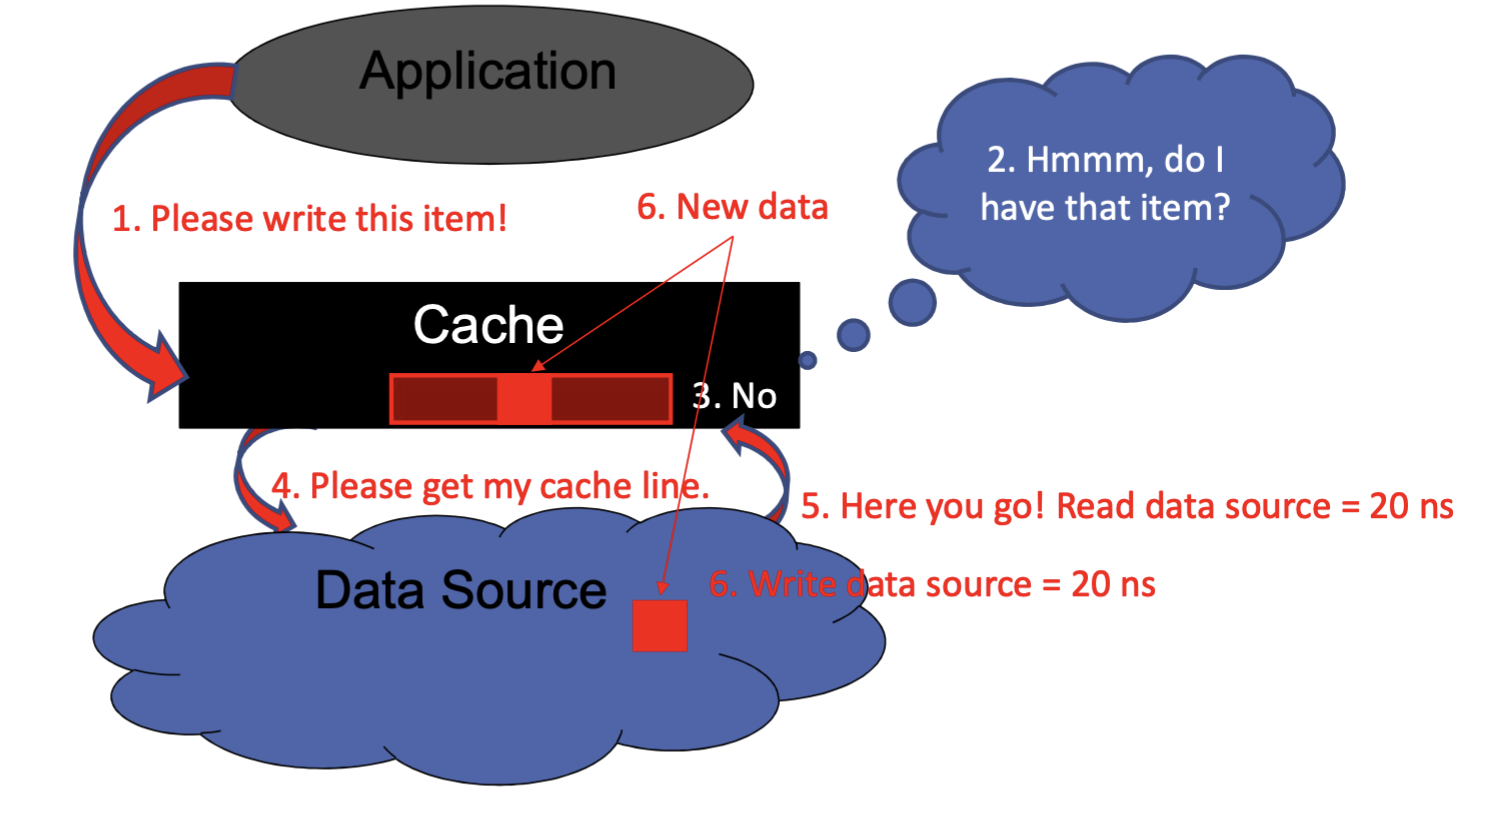 Application
1. Please write this item!
6. New data
2. Hmmm, do I
have that item?
Cache
3. No
4. Please get my cache line.
5. Here you go! Read data source = 20 ns
Data Source
6. Write data source = 20 ns